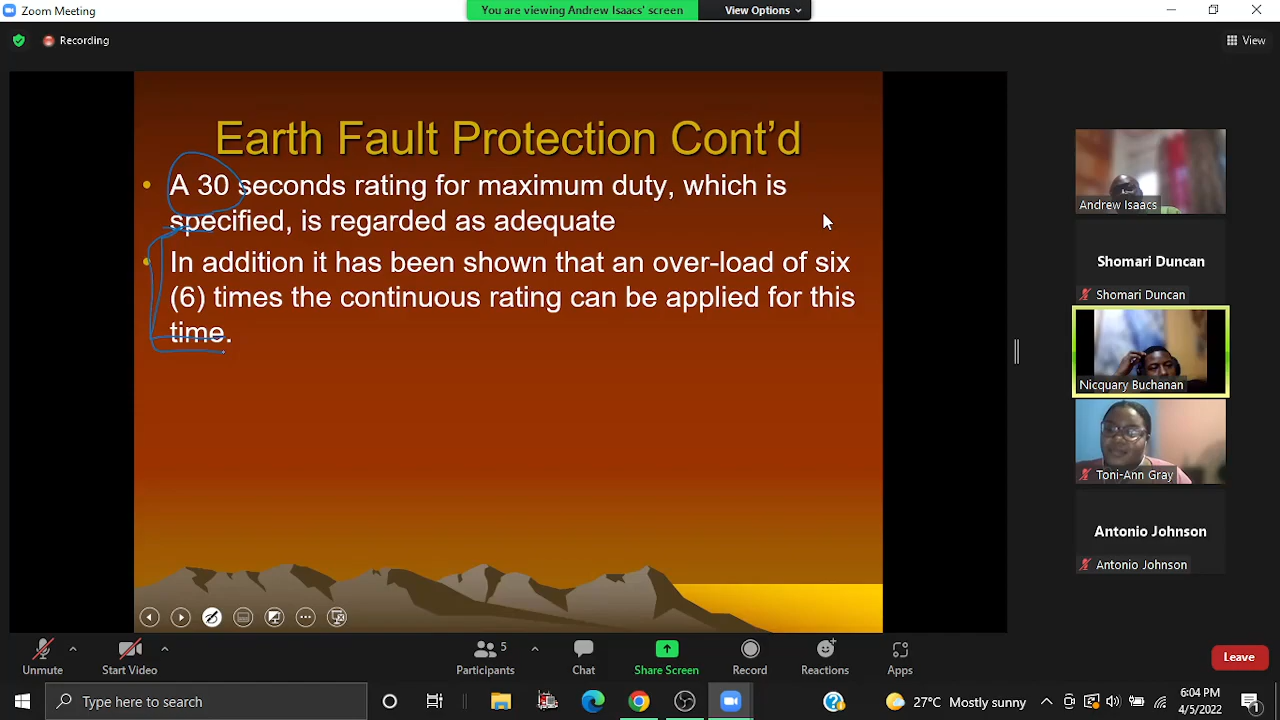 Zoom Meeting
You are viewing Andrew Isaacs' screen
View Options
Recording
View
Earth Fault Protection Cont'd
A 30 seconds rating for maximum duty, which is
specified, is regarded as adequate
In addition it has been shown that an over-load of six
(6) times the continuous rating can be applied for this
time.
Andrew Isaacs
Shomari Duncan
Shomari Duncan
Nicquary Buchanan
Toni-Ann Gray
Antonio Johnson
Antonio Johnson
Unmute
Start Video
5
Participants
Chat
Share Screen
Record
Reactions
Apps
Leave
Type here to search
27°C Mostly sunny
6:04 PM
4/5/2022
1